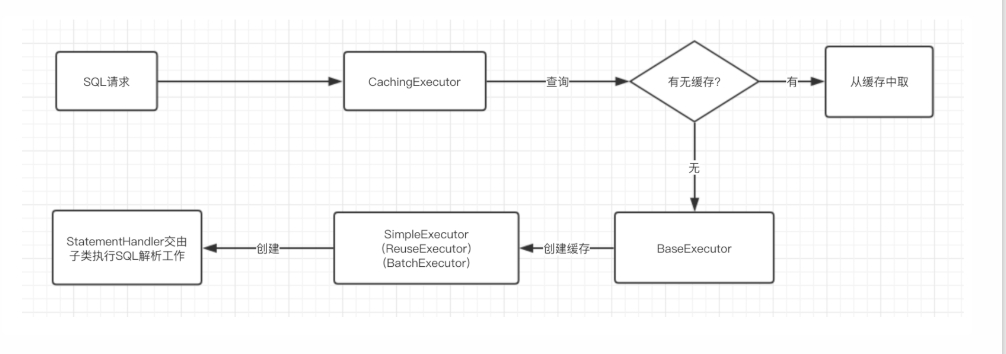 SQL请求
CachingExecutor
查询
有无缓存?
有
从缓存中取
无
BaseExecutor
创建缓存
SimpleExecutor
(ReuseExecutor)
(BatchExecutor)
创建
StatementHandler交由
子类执行SQL解析工作